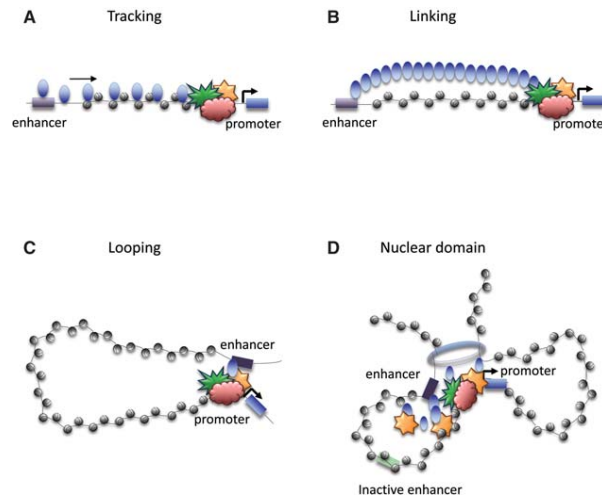 A Tracking
B Linking
enhancer
promoter
enhancer
promote
C Looping
D Nuclear domain
enhancer
promoter
enhancer
promoter
Inactive enhancer